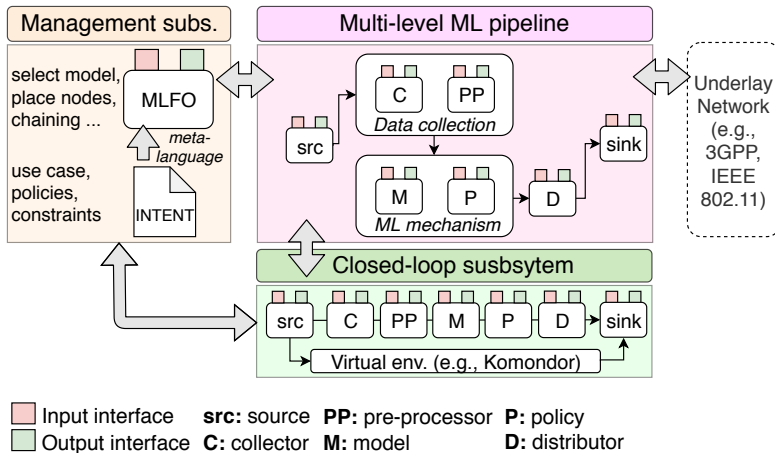 Management subs.
Multi-level ML pipeline
select model,
place nodes,
chaining ...
MLFO
meta-
language
use case,
policies,
constraints
INTENT
src
C
PP
Data collection
M
P
ML mechanism
D
sink
Underlay
Network
(e.g.,
3GPP,
IEEE
802.11)
Closed-loop susbsytem
src
C
PP
M
P
D
sink
Virtual env. (e.g., Komondor)
Input interface
src: source
PP: pre-processor
P: policy
Output interface
C: collector
M: model
D: distributor